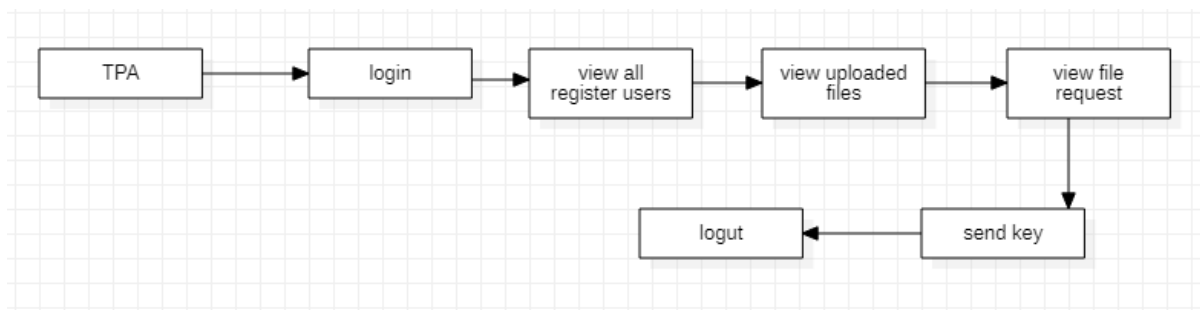 TPA
login
view all
register users
view uploaded
files
view file
request
logut
send key